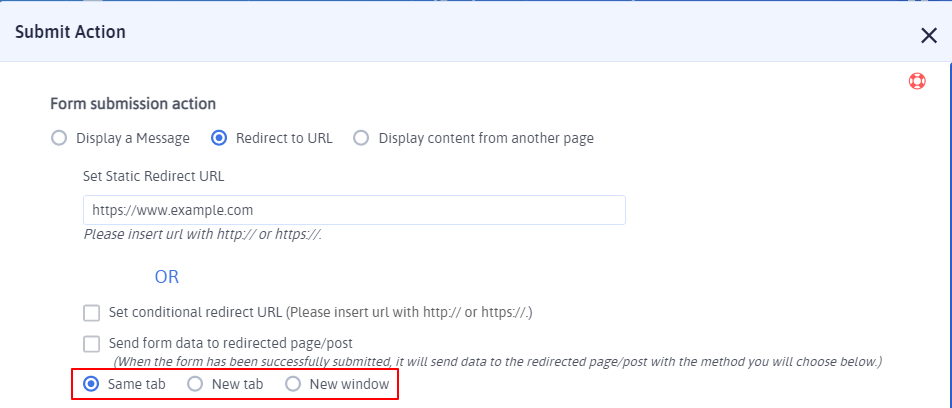 Submit Action
Form submission action
Display a Message Redirect to URL Display content from another page
Set Static Redirect URL
https://www.example.com
Please insert url with http:// or https://.
OR
Set conditional redirect URL (Please insert url with http:// or https://.)
Send form data to redirected page/post
(When the form has been successfully submitted, it will send data to the redirected page/post with the method you will choose below.)
Same tab New tab New window